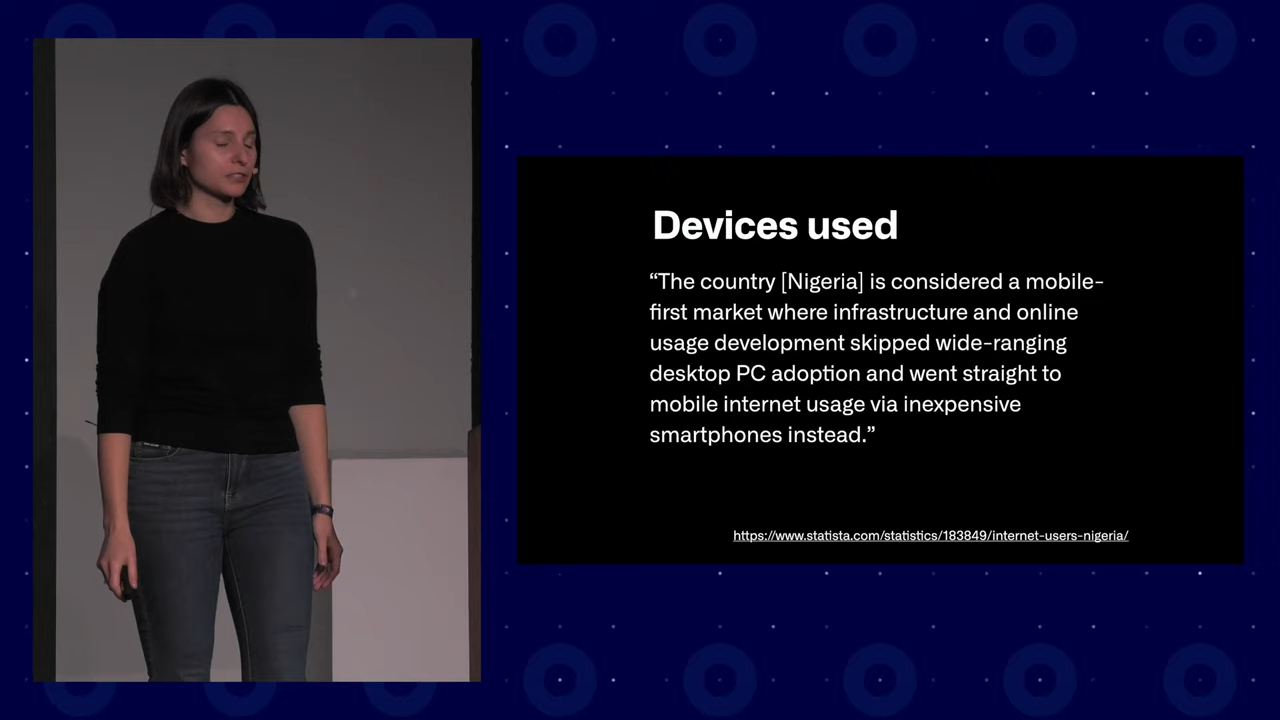 Devices used
“The country [Nigeria] is considered a mobile-
first market where infrastructure and online
usage development skipped wide-ranging
desktop PC adoption and went straight to
mobile internet usage via inexpensive
smartphones instead.”
https://www.statista.com/statistics/183849/internet-users-nigeria/